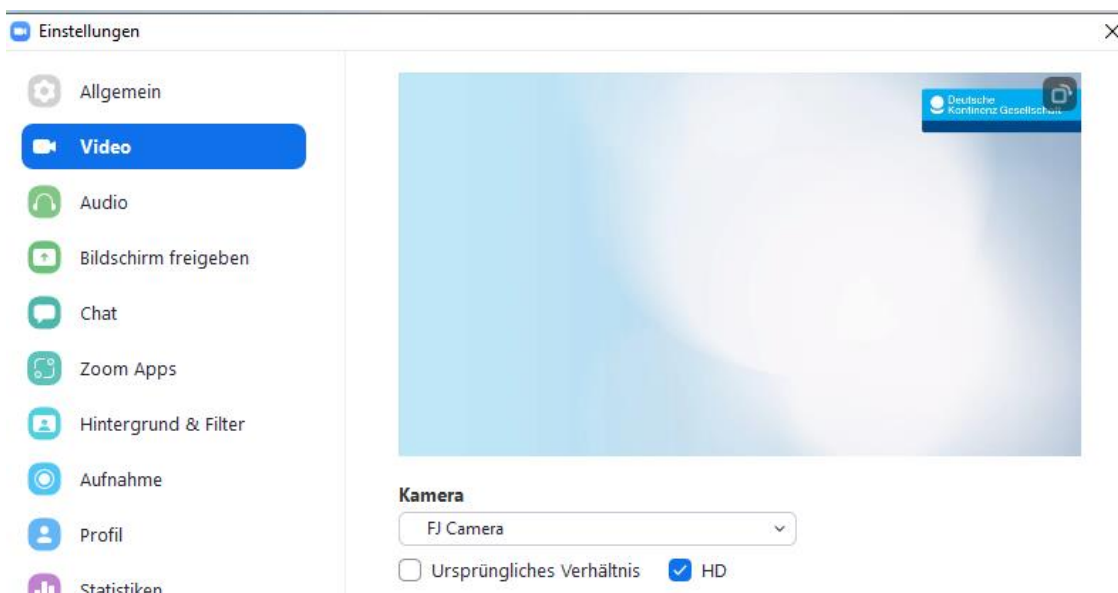 Einstellungen
Allgemein
Video
Audio
Bildschirm freigeben
Chat
Zoom Apps
Hintergrund & Filter
Aufnahme
Profil
Statistiken
Deutsche
Kontinenz Gesellschaft
Kamera
FJ Camera
Ursprüngliches Verhältnis HD